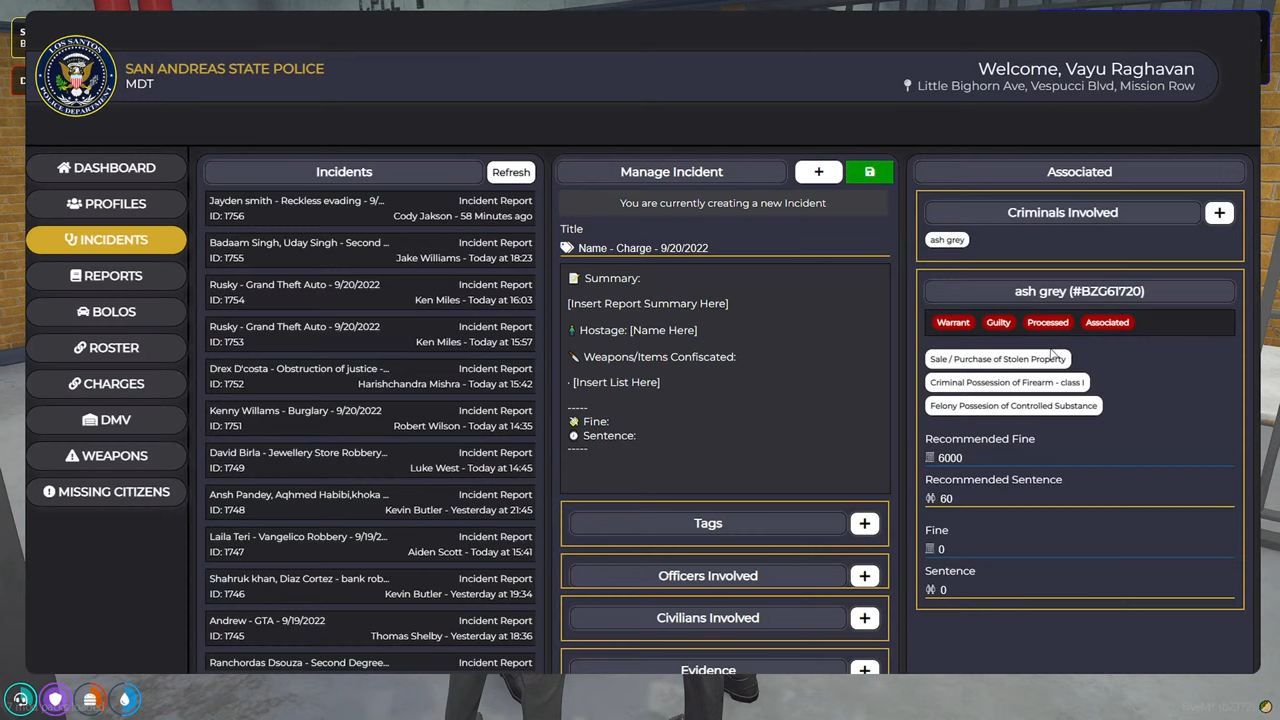 LOS SANTOS
POLICE DEPARTMENT
SAN ANDREAS STATE POLICE
MDT
Welcome, Vayu Raghavan
Little Bighorn Ave, Vespucci Blvd, Mission Row
DASHBOARD
PROFILES
INCIDENTS
REPORTS
BOLOS
ROSTER
CHARGES
DMV
WEAPONS
MISSING CITIZENS
Incidents
Refresh
Jayden smith - Reckless evading - 9/...
Incident Report
ID: 1756
Cody Jakson - 58 Minutes ago
Badaam Singh, Uday Singh - Second ...
Incident Report
ID: 1755
Jake Williams - Today at 18:23
Rusky - Grand Theft Auto - 9/20/2022
Incident Report
ID: 1754
Ken Miles - Today at 16:03
Rusky - Grand Theft Auto - 9/20/2022
Incident Report
ID: 1753
Ken Miles - Today at 15:57
Drex D'costa - Obstruction of justice -
Incident Report
ID: 1752
Harishchandra Mishra - Today at 15:42
Kenny Willams - Burglary - 9/20/2022
Incident Report
ID: 1751
Robert Wilson - Today at 14:35
David Birla - Jewellery Store Robbery...
Incident Report
ID: 1749
Luke West - Today at 14:45
Ansh Pandey, Aqhmed Habibi,khoka ...
Incident Report
ID: 1748
Kevin Butler - Yesterday at 21:45
Laila Teri - Vangelico Robbery - 9/19/2...
Incident Report
ID: 1747
Aiden Scott - Today at 15:41
Shahruk khan, Diaz Cortez - bank rob...
Incident Report
ID: 1746
Kevin Butler - Yesterday at 19:34
Andrew - GTA - 9/19/2022
Incident Report
ID: 1745
Thomas Shelby - Yesterday at 18:36
Ranchordas Dsouza - Second Degree...
Incident Report
Manage Incident
+
You are currently creating a new Incident
Title
Name - Charge - 9/20/2022
Summary:
[Insert Report Summary Here]
Hostage: [Name Here]
Weapons/Items Confiscated:
· [Insert List Here]
-----
Fine:
Sentence:
-----
Tags
+
Officers Involved
+
Civilians Involved
+
Evidence
+
Associated
Criminals Involved
+
ash grey
ash grey (#BZG61720)
Warrant
Guilty
Processed
Associated
Sale / Purchase of Stolen Property
Criminal Possession of Firearm - class I
Felony Possesion of Controlled Substance
Recommended Fine
6000
Recommended Sentence
60
Fine
0
Sentence
0